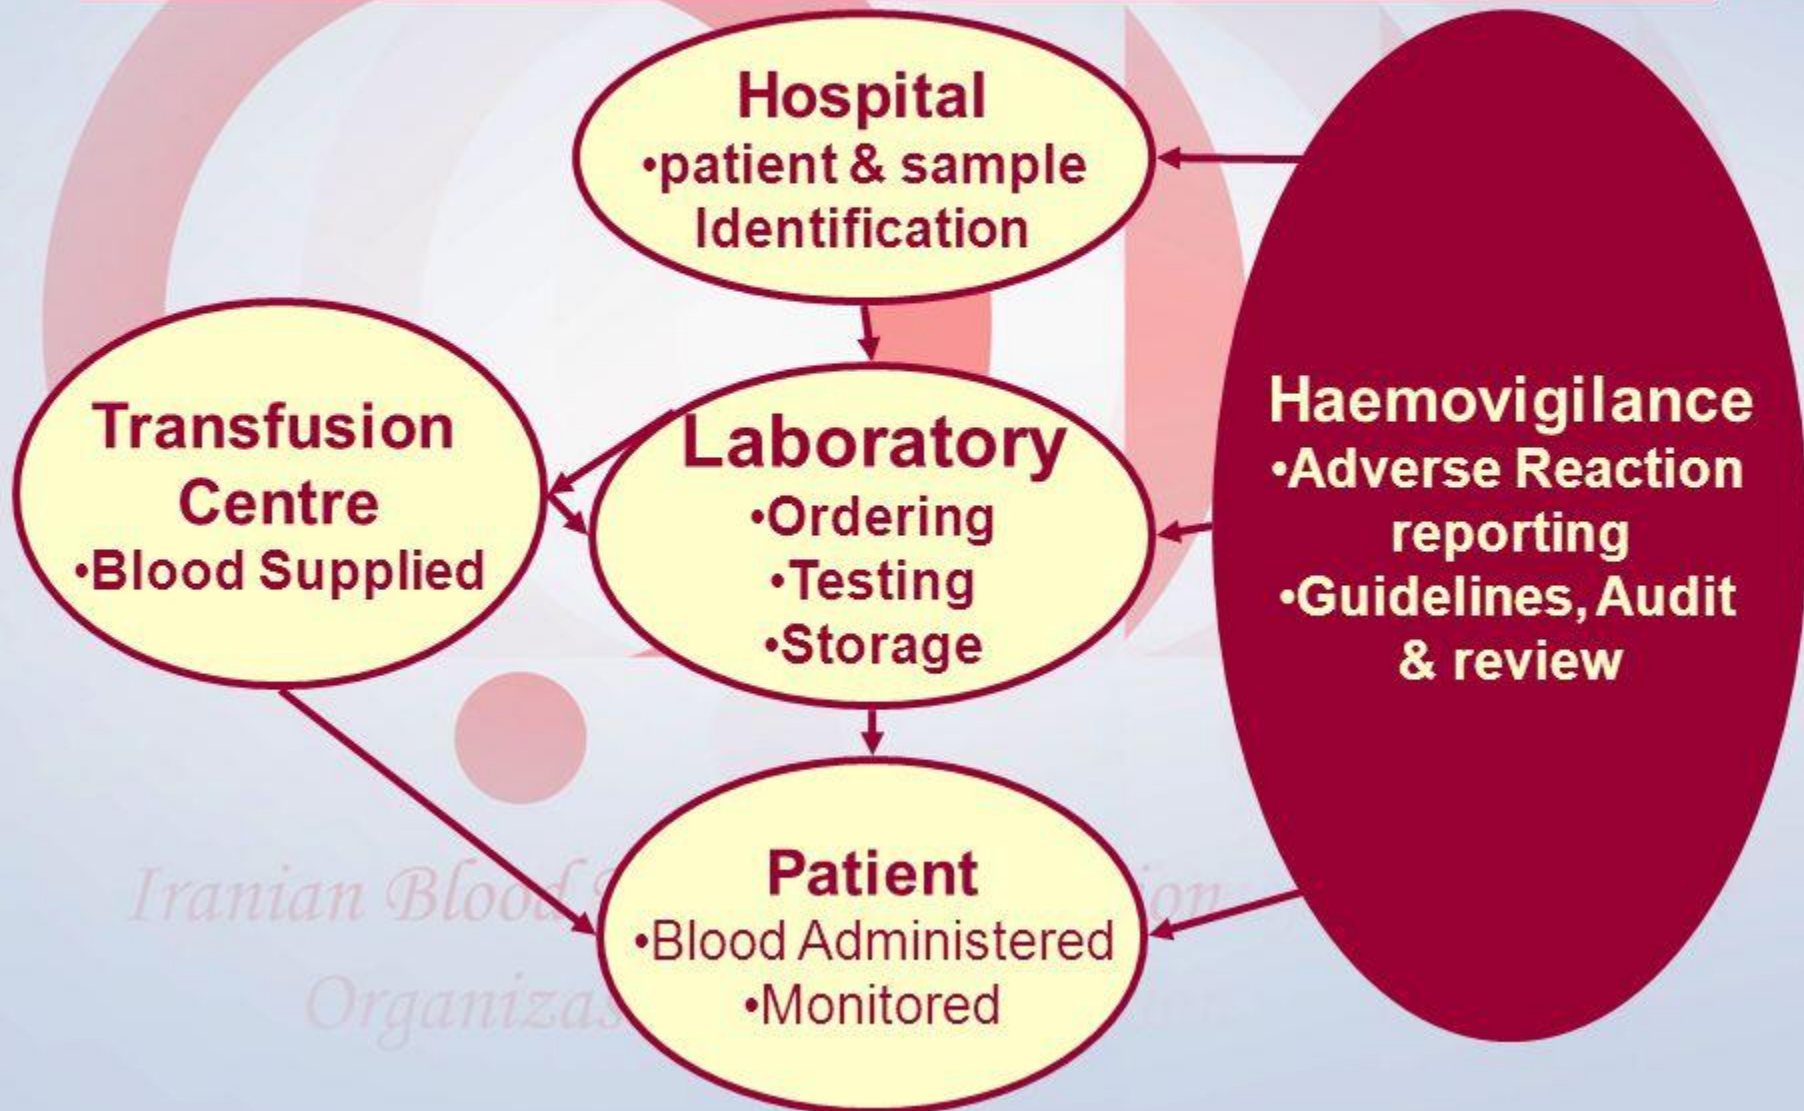 Hospital
•patient & sample
Identification
Transfusion
Centre
•Blood Supplied
Laboratory
•Ordering
•Testing
•Storage
Haemovigilance
•Adverse Reaction
reporting
•Guidelines, Audit
& review
Patient
•Blood Administered
•Monitored
Iranian Blood